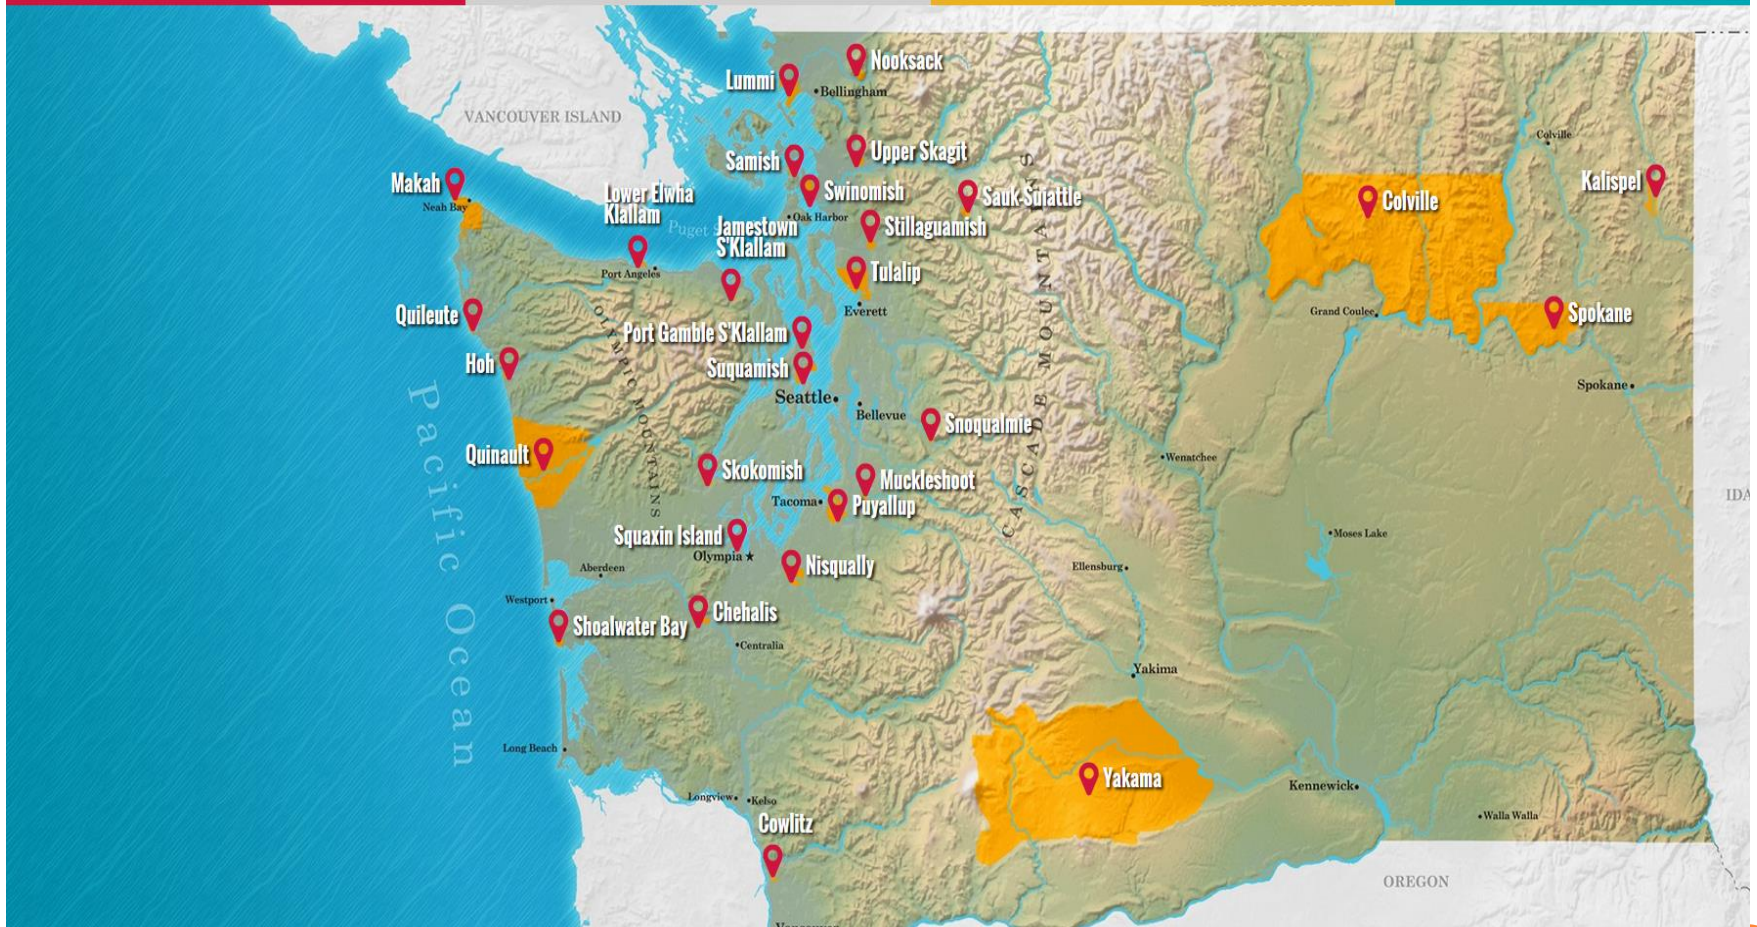 Nooksack
Lummi
Bellingham
VANCOUVER ISLAND
Colville
Samish
Upper Skagit
Makah
Neah Bay
Lower Elwha
Klallam
Swinomish
Sauk-Suiattle
Kalispel
Colville
Oak Harbor
Puget S
Jamestown
S'Klallam
Stillaguamish
Port Angeles
Tulalip
Everett
Quileute
Grand Coulee
Spokane
Port Gamble S'Klallam
Hoh
Suquamish
OLYMPIC MOUNTAINS
CASCADE MOUNTAINS
Spokane
Seattle
Bellevue
Snoqualmie
Pacific Ocean
Quinault
Wenatchee
Skokomish
Muckleshoot
Tacoma
Puyallup
IDA
Squaxin Island
Olympia
Moses Lake
Aberdeen
Nisqually
Ellensburg
Westport
Chehalis
Shoalwater Bay
Centralia
Yakima
Long Beach
Yakama
Kennewick
Longview
Kelso
Cowlitz
Walla Walla
OREGON
Vancouver